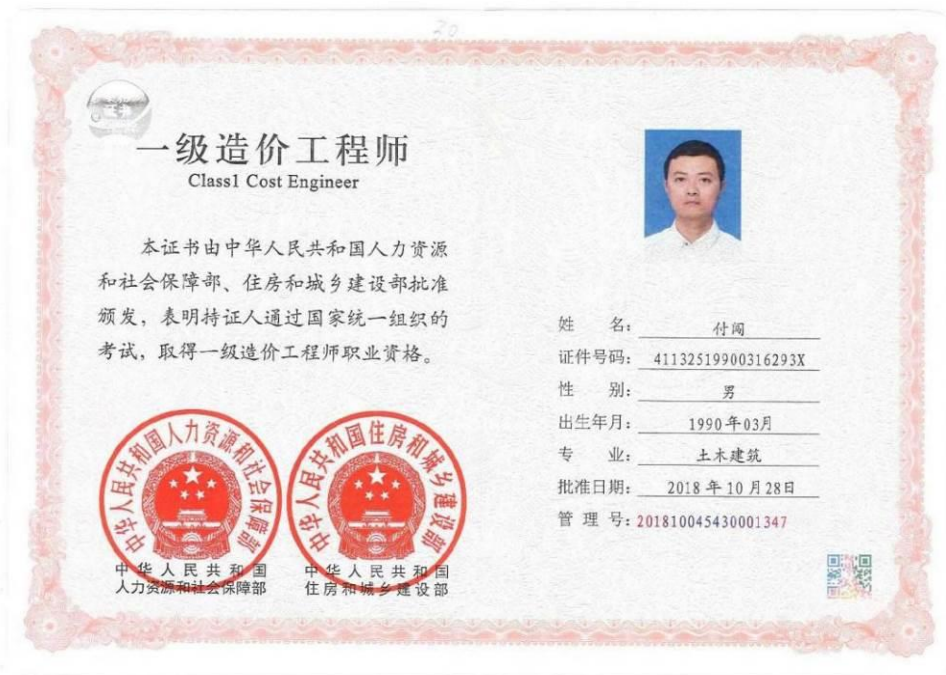 20
一级造价工程师
Class1 Cost Engineer
本证书由中华人民共和国人力资源
和社会保障部、住房和城乡建设部批准
颁发，表明持证人通过国家统一组织的
考试，取得一级造价工程师职业资格。
中华人民共和国人力资源和社会保障部
中华人民共和国住房和城乡建设部
中华人民共和国
人力资源和社会保障部
中华人民共和国
住房和城乡建设部
姓 名： 付闯
证件号码： 41132519900316293X
性 别： 男
出生年月： 1990年03月
专 业： 土木建筑
批准日期： 2018年10月28日
管 理 号： 201810045430001347